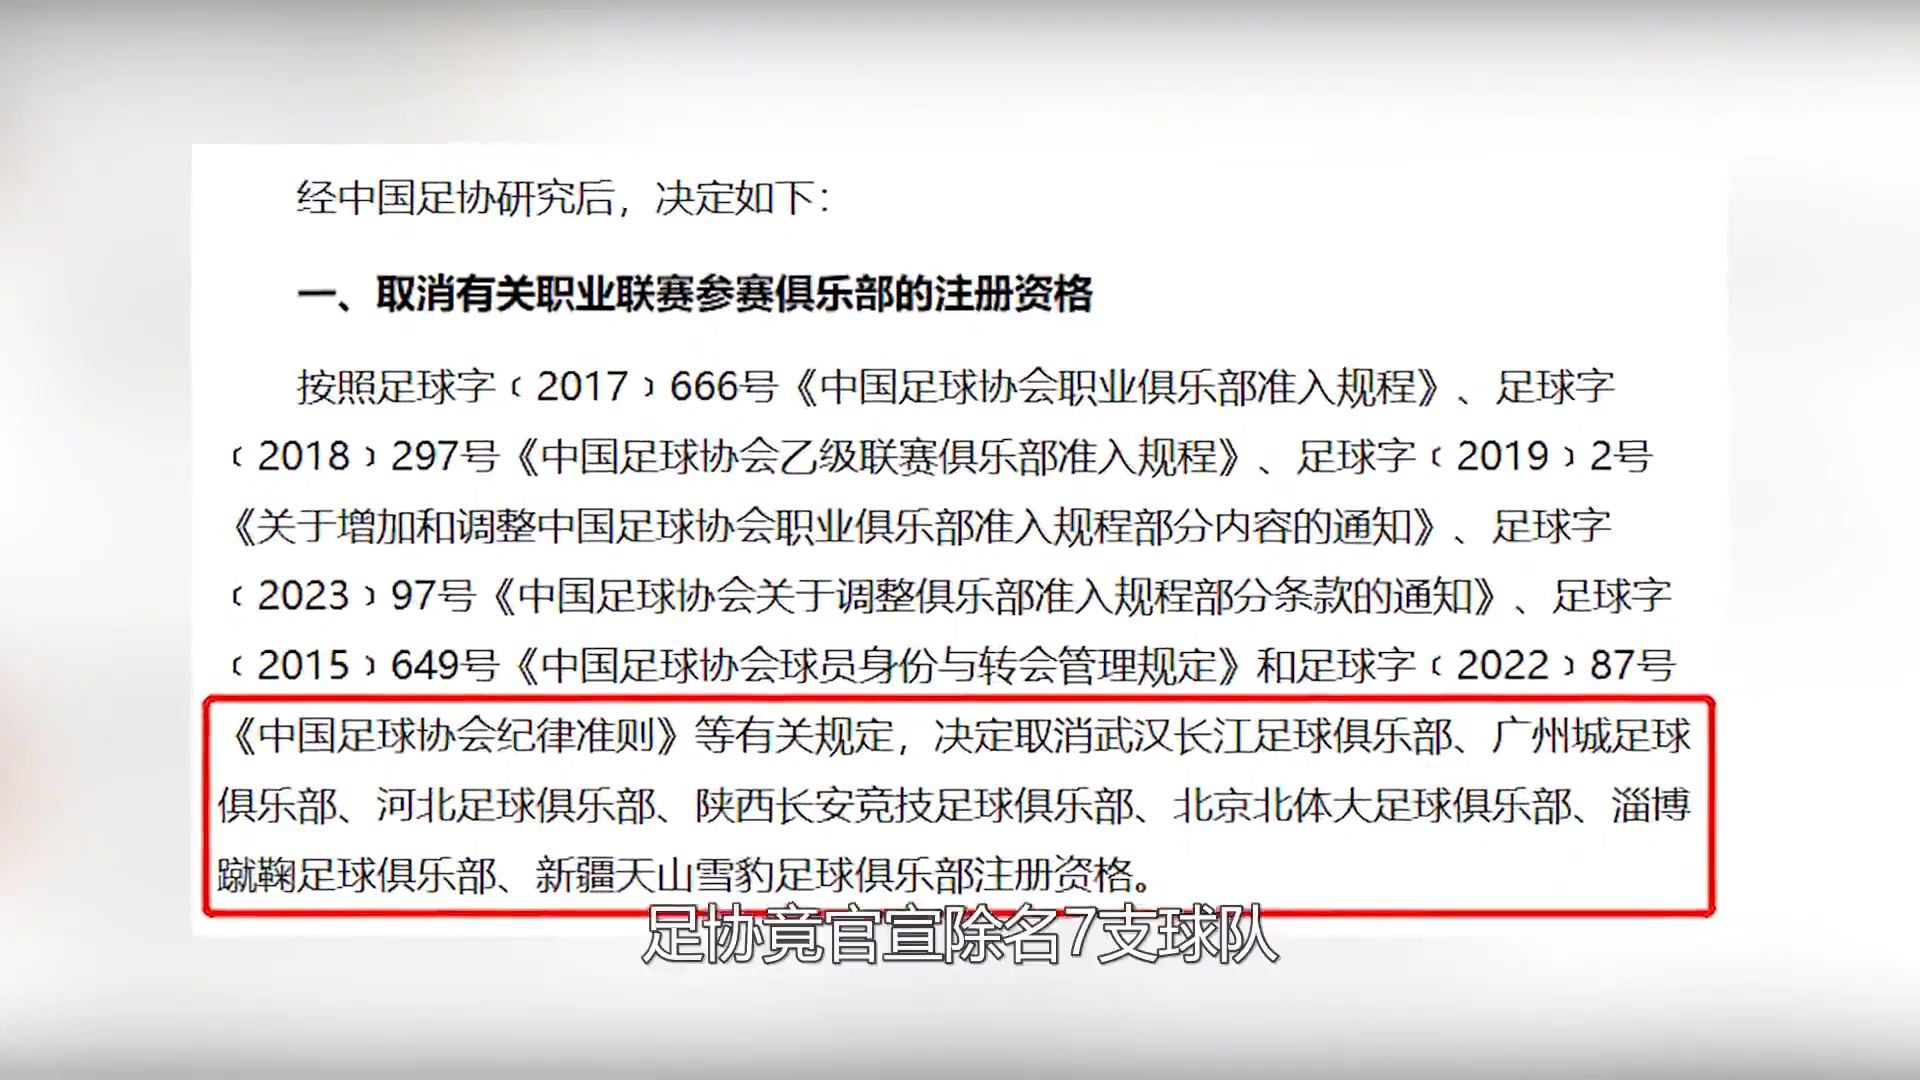 经中国足协研究后，决定如下：
一、取消有关职业联赛参赛俱乐部的注册资格
按照足球字﹝2017﹞666号《中国足球协会职业俱乐部准入规程》、足球字
﹝2018﹞297号《中国足球协会乙级联赛俱乐部准入规程》、足球字﹝2019﹞2号
《关于增加和调整中国足球协会职业俱乐部准入规程部分内容的通知》、足球字
﹝2023﹞97号《中国足球协会关于调整俱乐部准入规程部分条款的通知》、足球字
﹝2015﹞649号《中国足球协会球员身份与转会管理规定》和足球字﹝2022﹞87号
《中国足球协会纪律准则》等有关规定，决定取消武汉长江足球俱乐部、广州城足球
俱乐部、河北足球俱乐部、陕西长安竞技足球俱乐部、北京北体大足球俱乐部、淄博
蹴鞠足球俱乐部、新疆天山雪豹足球俱乐部注册资格。
足协竟官宣除名7支球队